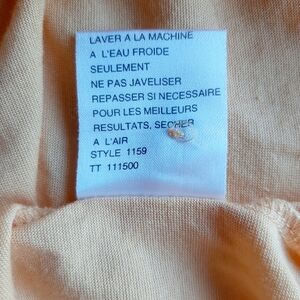 LAVER A LA MACHINE
A L'EAU FROIDE
SEULEMENT
NE PAS JAVELISER
REPASSER SI NECESSAIRE
POUR LES MEILLEURS
RESULTATS, SECHER
A L'AIR
STYLE 1159
TT 111500